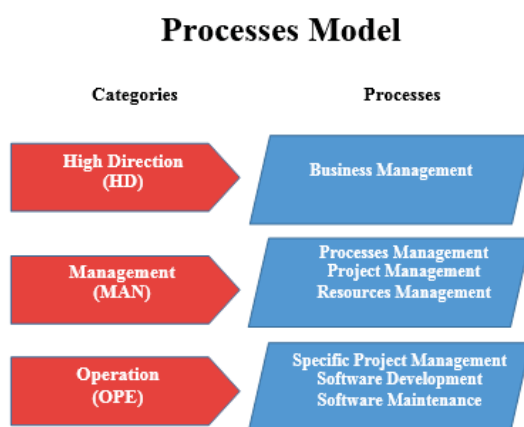 Processes Model
Categories
Processes
High Direction
(HD)
Business Management
Management
(MAN)
Processes Management
Project Management
Resources Management
Operation
(OPE)
Specific Project Management
Software Development
Software Maintenance